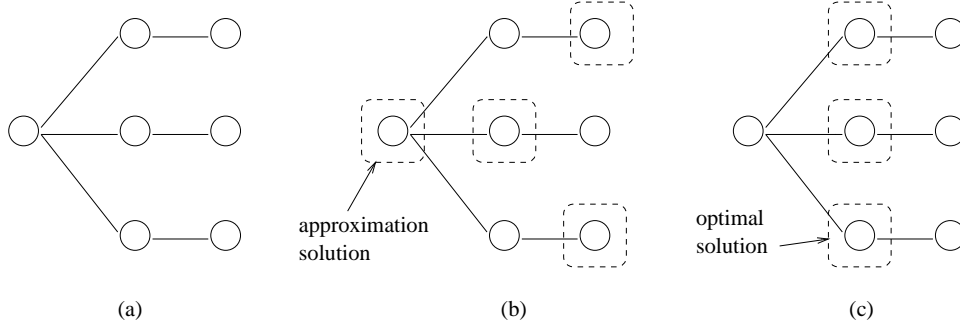 approximation
solution
optimal
solution
(a)
(b)
(c)